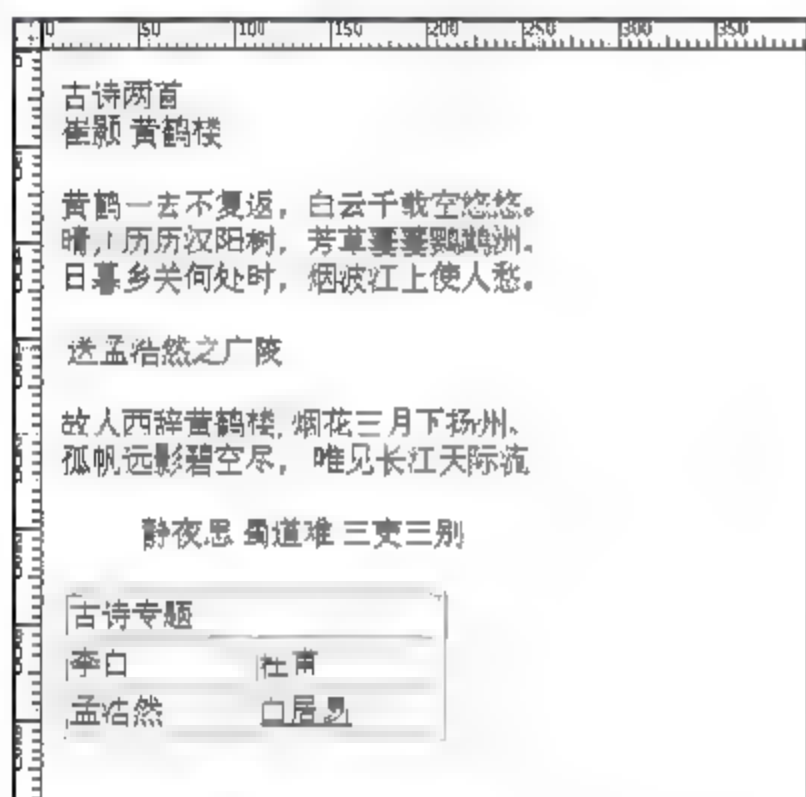 0 50 100 150 200 250 300 350
古诗两首
崔颢 黄鹤楼
黄鹤一去不复返，白云千载空悠悠。
晴川历历汉阳树，芳草萋萋鹦鹉洲。
日暮乡关何处时，烟波江上使人愁。
送孟浩然之广陵
故人西辞黄鹤楼,烟花三月下扬州、
孤帆远影碧空尽， 唯见长江天际流
静夜思 蜀道难 三吏三别
古诗专题
李白 杜甫
孟浩然 白居易